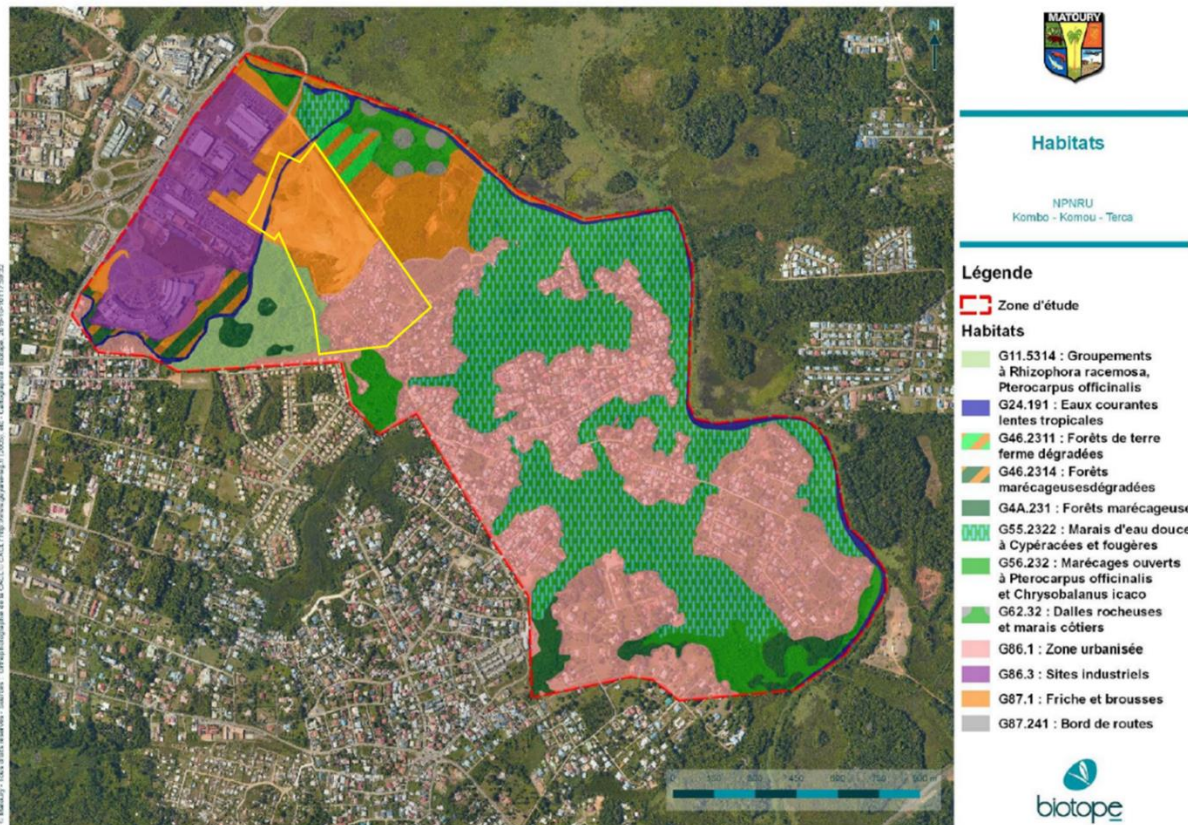 MATOURY
Habitats
NPNRU
Kombo - Komou - Terca
Légende
Zone d'étude
Habitats
G11.5314 : Groupements
à Rhizophora racemosa,
Pterocarpus officinalis
G24.191 : Eaux courantes
lentes tropicales
G46.2311 : Forêts de terre
ferme dégradées
G46.2314 : Forêts
marécageusesdégradées
G4A.231 : Forêts marécageuse
G55.2322 : Marais d'eau douce
à Cypéracées et fougères
G56.232 : Marécages ouverts
à Pterocarpus officinalis
et Chrysobalanus icaco
G62.32 : Dalles rocheuses
et marais côtiers
G86.1 : Zone urbanisée
G86.3 : Sites industriels
G87.1 : Friche et brousses
G87.241 : Bord de routes
biotope
N
0